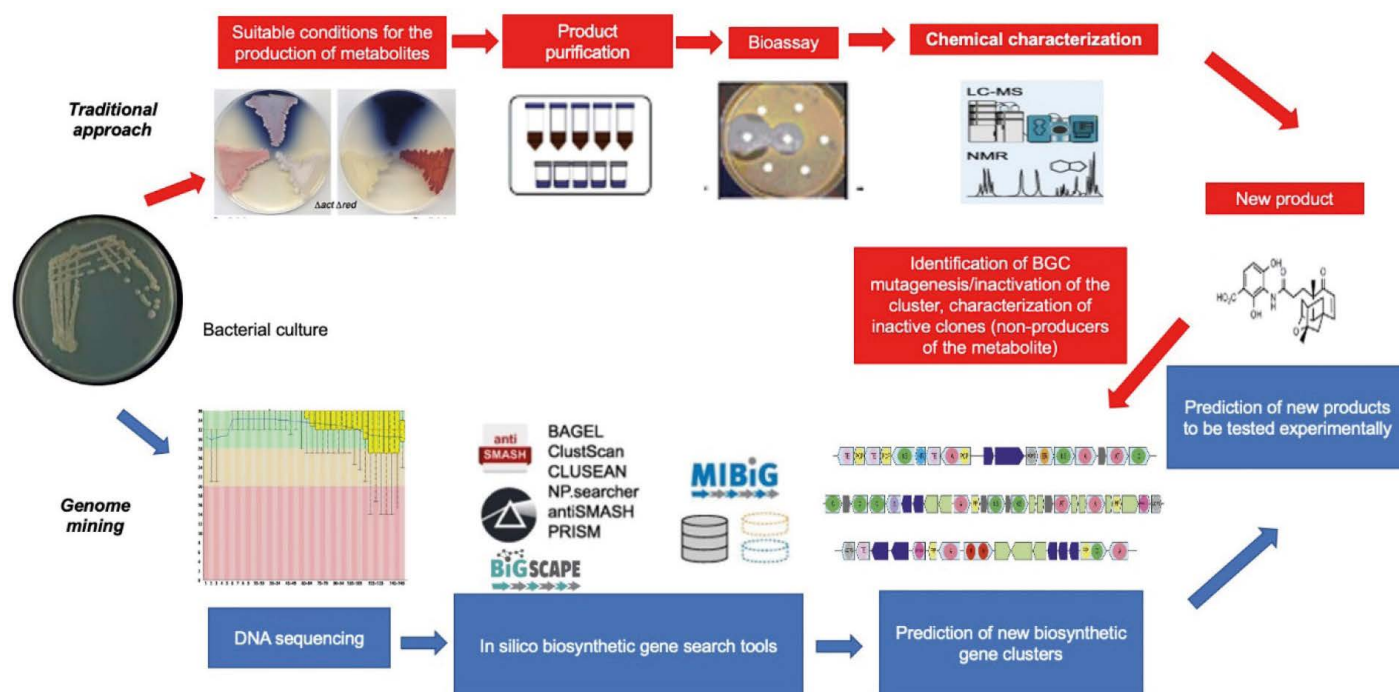 Suitable conditions for the
production of metabolites
Product
purification
Bioassay
Chemical characterization
Traditional
approach
Δact Δred
LC-MS
NMR
New product
Identification of BGC
mutagenesis/inactivation of the
cluster, characterization of
inactive clones (non-producers
of the metabolite)
OH
O
O
HO₂C
N
H
OH
O
Bacterial culture
Prediction of new products
to be tested experimentally
Genome
mining
anti
SMASH
BAGEL
ClustScan
CLUSEAN
NP.searcher
antiSMASH
PRISM
BiGSCAPE
MIBiG
DNA sequencing
In silico biosynthetic gene search tools
Prediction of new biosynthetic
gene clusters